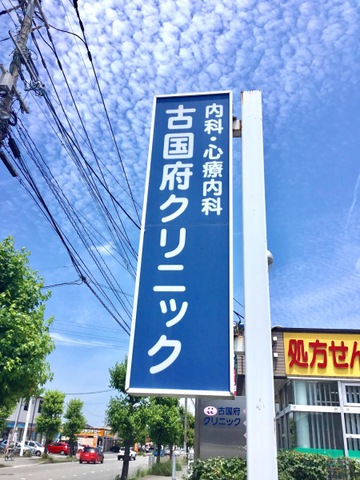 内科・心療内科
古国府クリニック
処方せん
古国府
クリニック